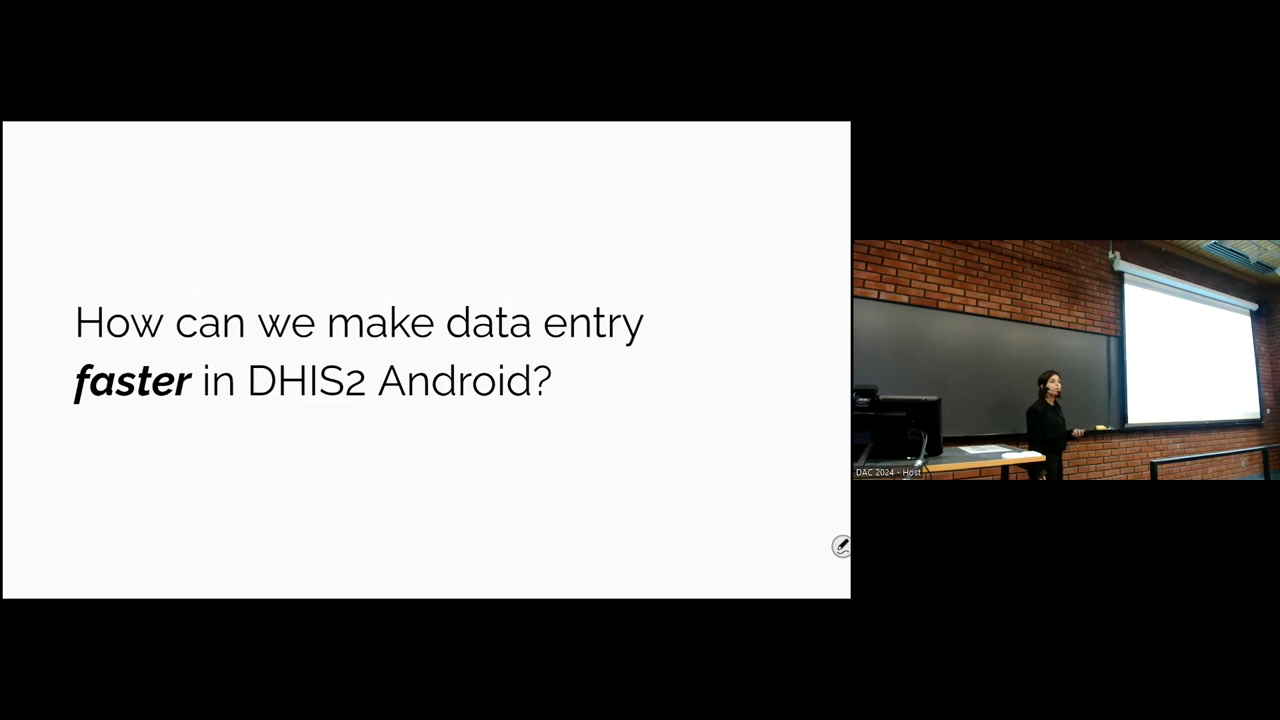 How can we make data entry
faster in DHIS2 Android?
DAC 2024 - Host